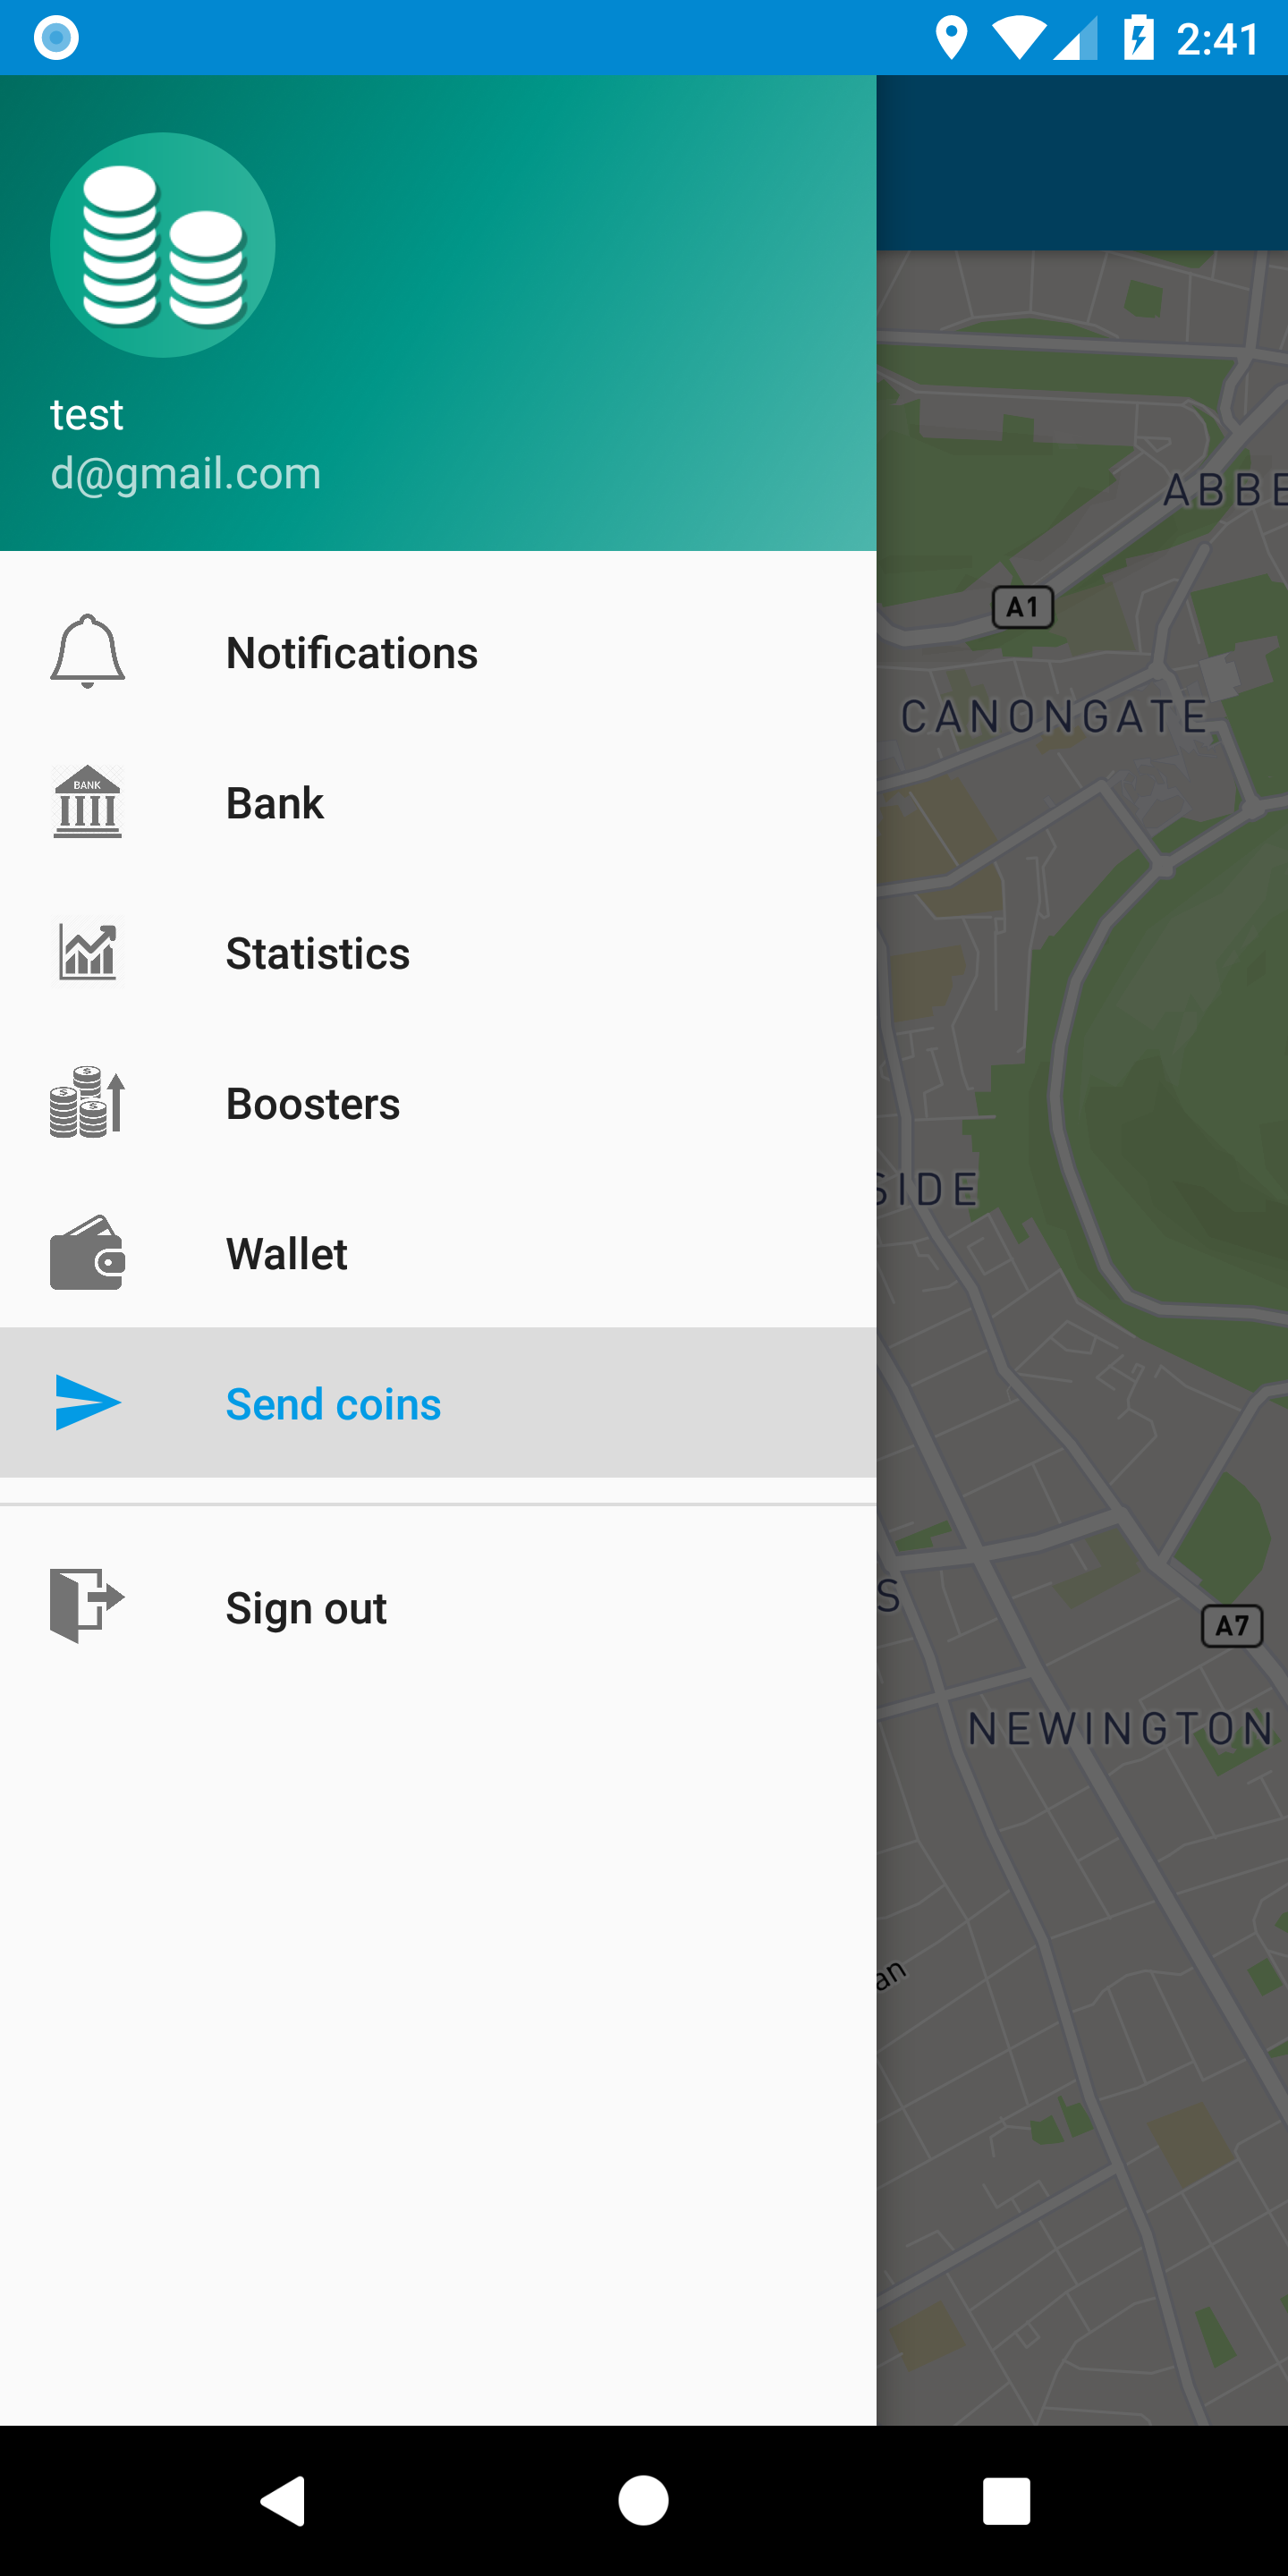 2:41
test
d@gmail.com
Notifications
BANK
Bank
Statistics
Boosters
Wallet
Send coins
Sign out
ABBE
A1
CANONGATE
SIDE
S
A7
NEWINGTON
an